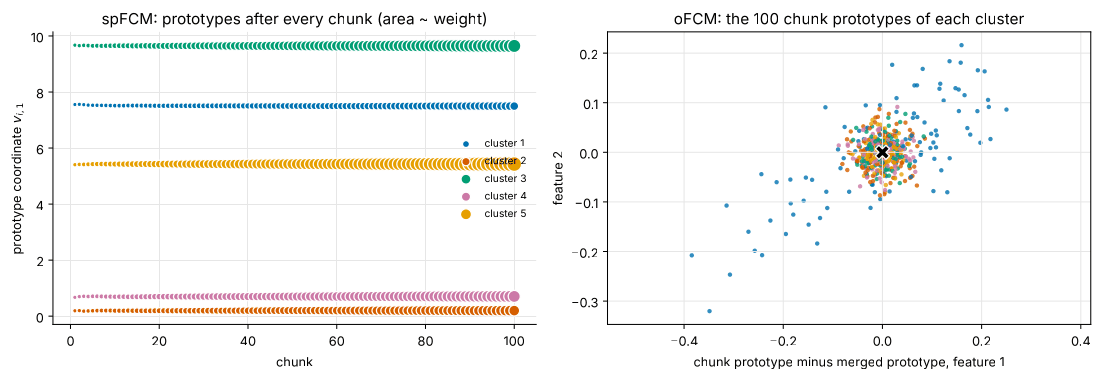 spFCM: prototypes after every chunk (area ~ weight)
prototype coordinate v_{i,1}
10
8
6
4
2
0
cluster 1
cluster 2
cluster 3
cluster 4
cluster 5
0
20
40
60
80
100
chunk
oFCM: the 100 chunk prototypes of each cluster
feature 2
0.2
0.1
0.0
−0.1
−0.2
−0.3
−0.4
−0.2
0.0
0.2
0.4
chunk prototype minus merged prototype, feature 1